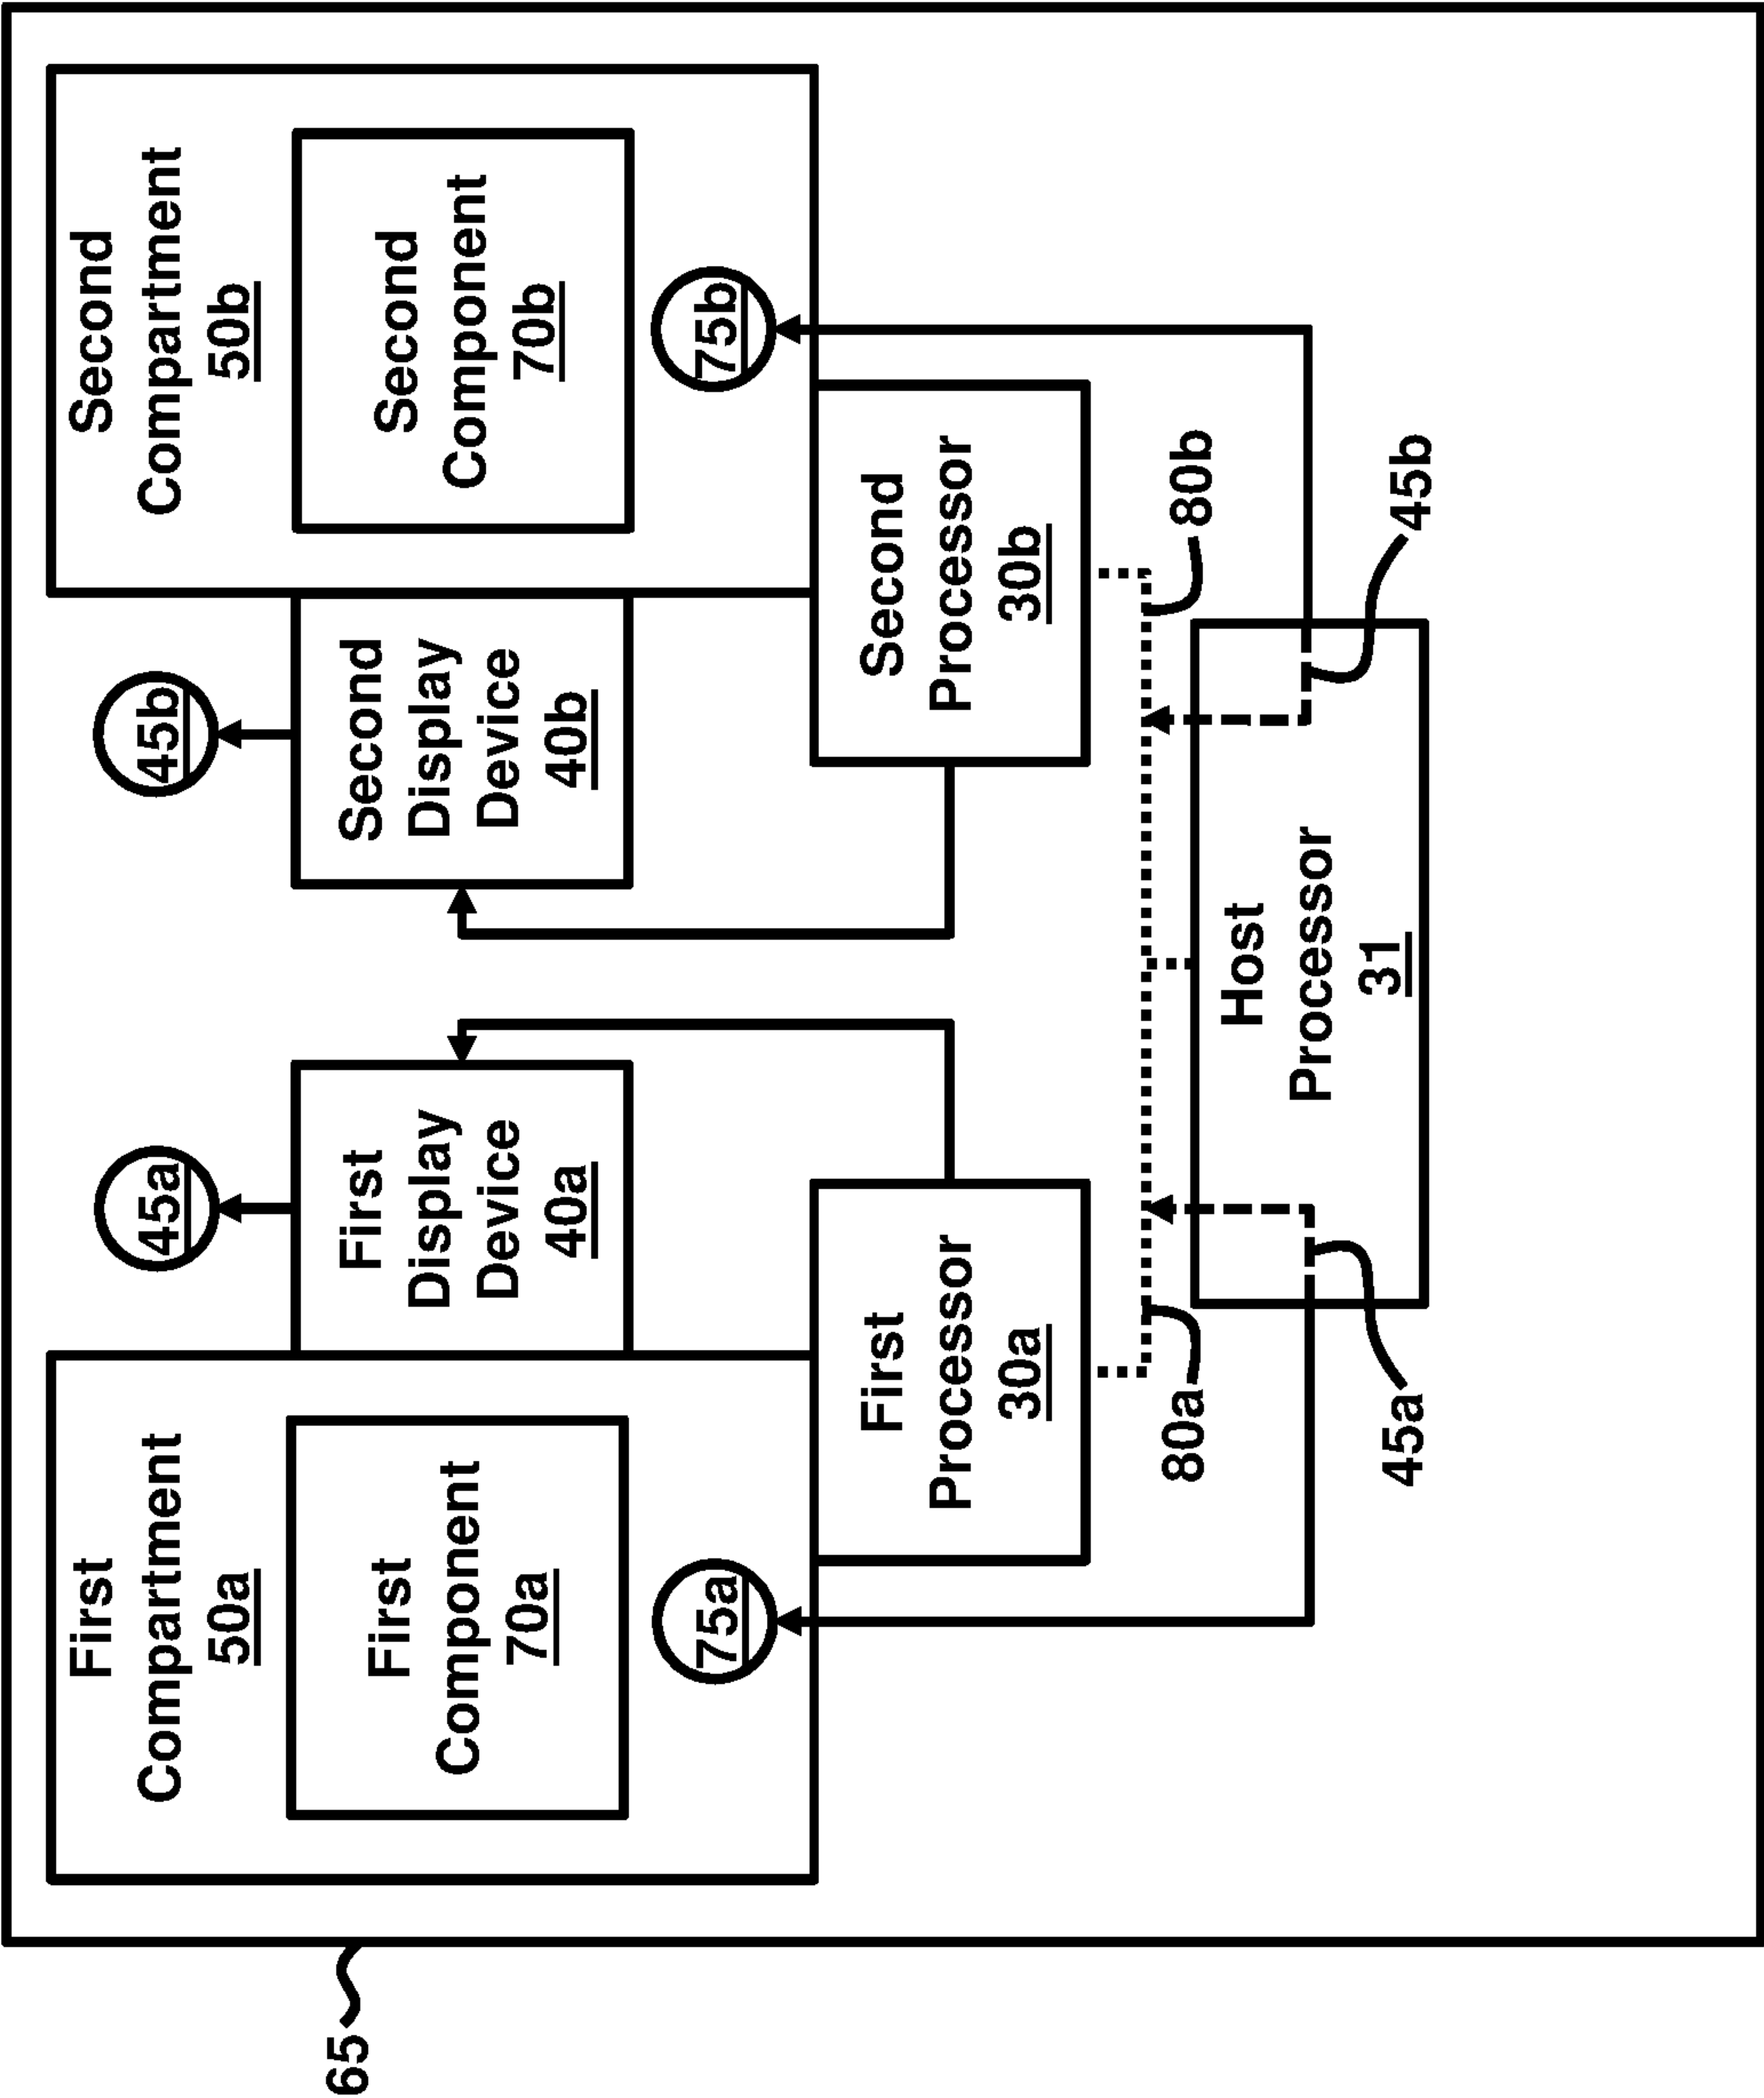 65
First
Compartment
50a
First
Component
70a
75a
45a
First
Display
Device
40a
First
Processor
30a
45b
Second
Display
Device
40b
Second
Compartment
50b
Second
Component
70b
75b
Second
Processor
30b
80a
80b
Host
Processor
31
45a
45b